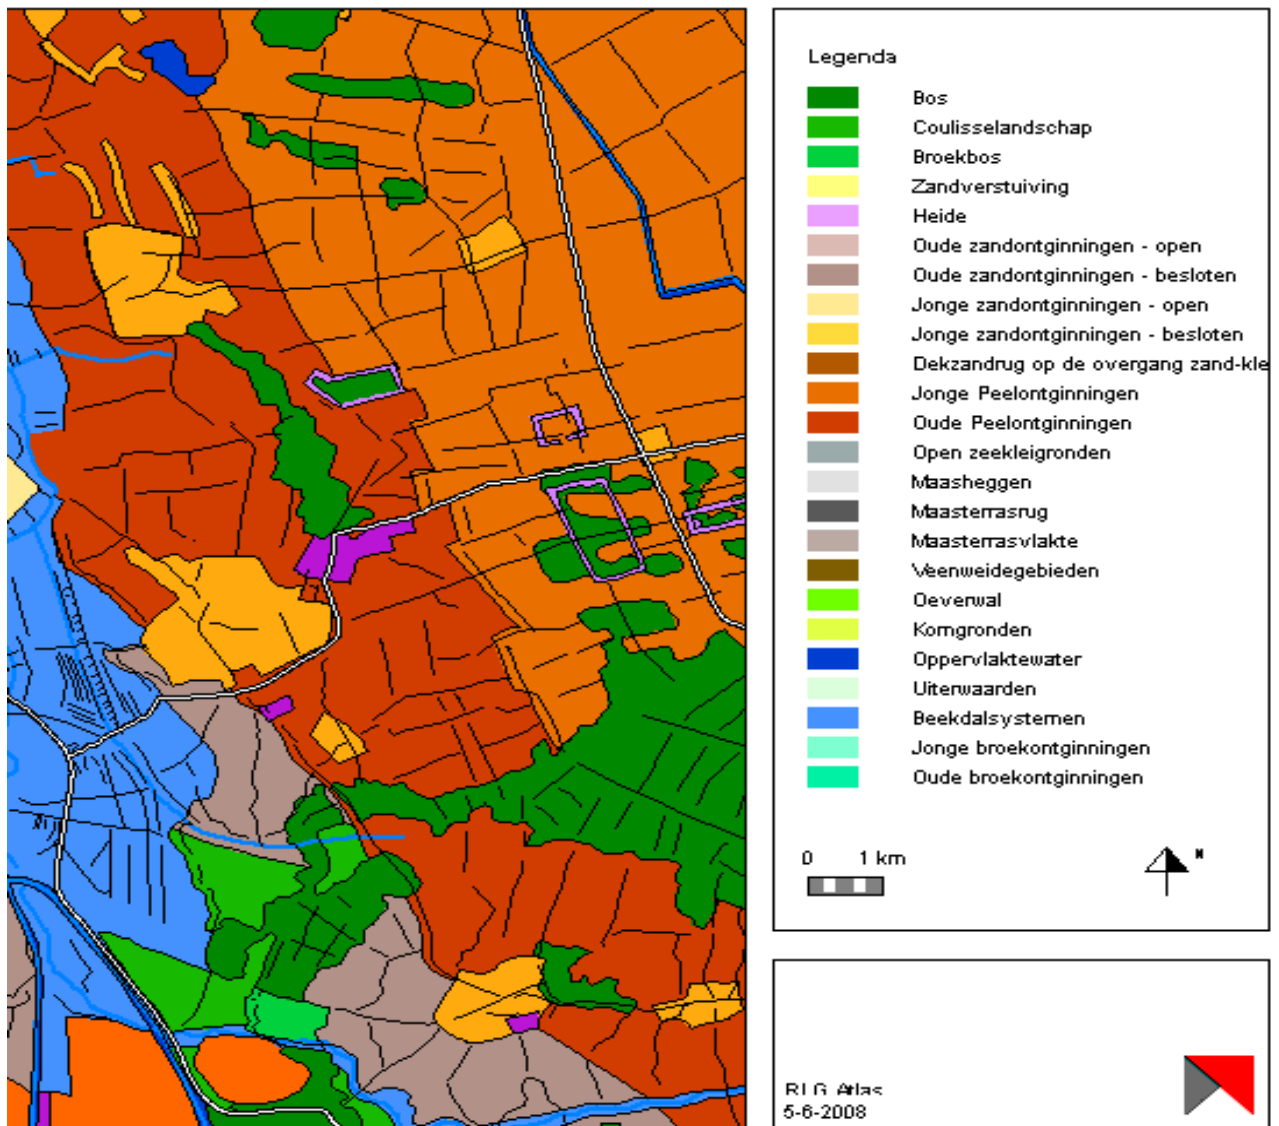 Legenda
Bos
Coulisselandschap
Broekbos
Zandverstuiving
Heide
Oude zandontginningen - open
Oude zandontginningen - besloten
Jonge zandontginningen - open
Jonge zandontginningen - besloten
Dekzandrug op de overgang zand-kle
Jonge Peelontginningen
Oude Peelontginningen
Open zeekleigronden
Maasheggen
Maasterrasrug
Maasterrasvlakte
Veenweidegebieden
Oeverwal
Komgronden
Oppervlaktewater
Uiterwaarden
Beekdalsystemen
Jonge broekontginningen
Oude broekontginningen
0 1 km
N
RLG Atlas
5-6-2008